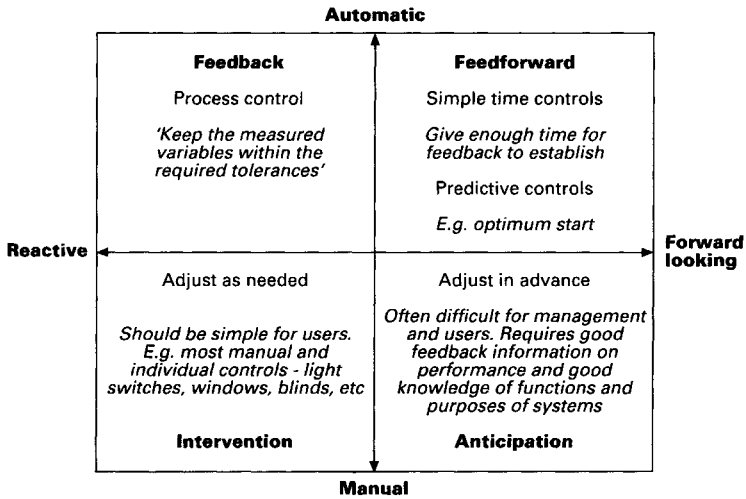 Automatic
Feedback
Process control
'Keep the measured
variables within the
required tolerances'
Feedforward
Simple time controls
Give enough time for
feedback to establish
Predictive controls
E.g. optimum start
Reactive
Forward
looking
Adjust as needed
Should be simple for users.
E.g. most manual and
individual controls - light
switches, windows, blinds, etc
Intervention
Adjust in advance
Often difficult for management
and users. Requires good
feedback information on
performance and good
knowledge of functions and
purposes of systems
Anticipation
Manual